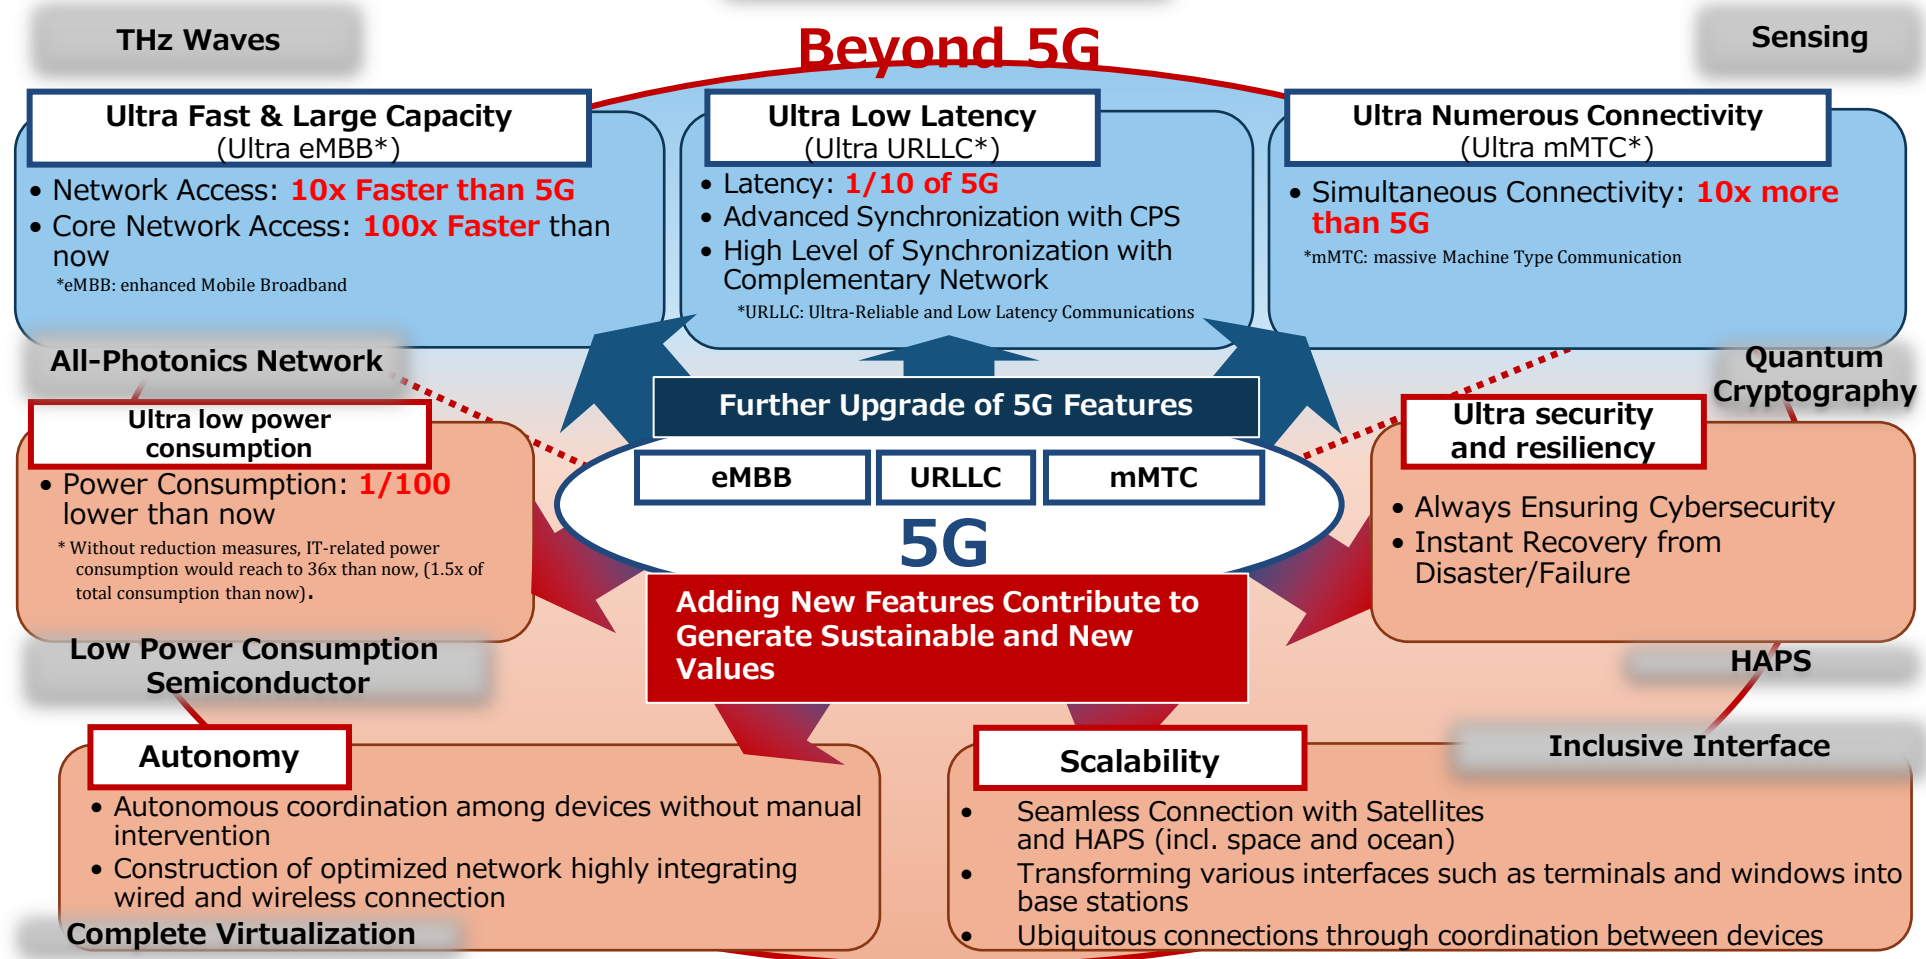 THz Waves
Beyond 5G
Sensing
Ultra Fast & Large Capacity
(Ultra eMBB*)
• Network Access: 10x Faster than 5G
• Core Network Access: 100x Faster than
now
*eMBB: enhanced Mobile Broadband
Ultra Low Latency
(Ultra URLLC*)
• Latency: 1/10 of 5G
• Advanced Synchronization with CPS
• High Level of Synchronization with
Complementary Network
*URLLC: Ultra-Reliable and Low Latency Communications
Ultra Numerous Connectivity
(Ultra mMTC*)
• Simultaneous Connectivity: 10x more
than 5G
*mMTC: massive Machine Type Communication
All-Photonics Network
Quantum
Cryptography
Further Upgrade of 5G Features
eMBB
URLLC
mMTC
5G
Ultra low power
consumption
• Power Consumption: 1/100
lower than now
* Without reduction measures, IT-related power
consumption would reach to 36x than now, (1.5x of
total consumption than now).
Ultra security
and resiliency
• Always Ensuring Cybersecurity
• Instant Recovery from
Disaster/Failure
Adding New Features Contribute to
Generate Sustainable and New
Values
Low Power Consumption
Semiconductor
HAPS
Autonomy
• Autonomous coordination among devices without manual
intervention
• Construction of optimized network highly integrating
wired and wireless connection
Complete Virtualization
Scalability
Inclusive Interface
• Seamless Connection with Satellites
and HAPS (incl. space and ocean)
• Transforming various interfaces such as terminals and windows into
base stations
• Ubiquitous connections through coordination between devices